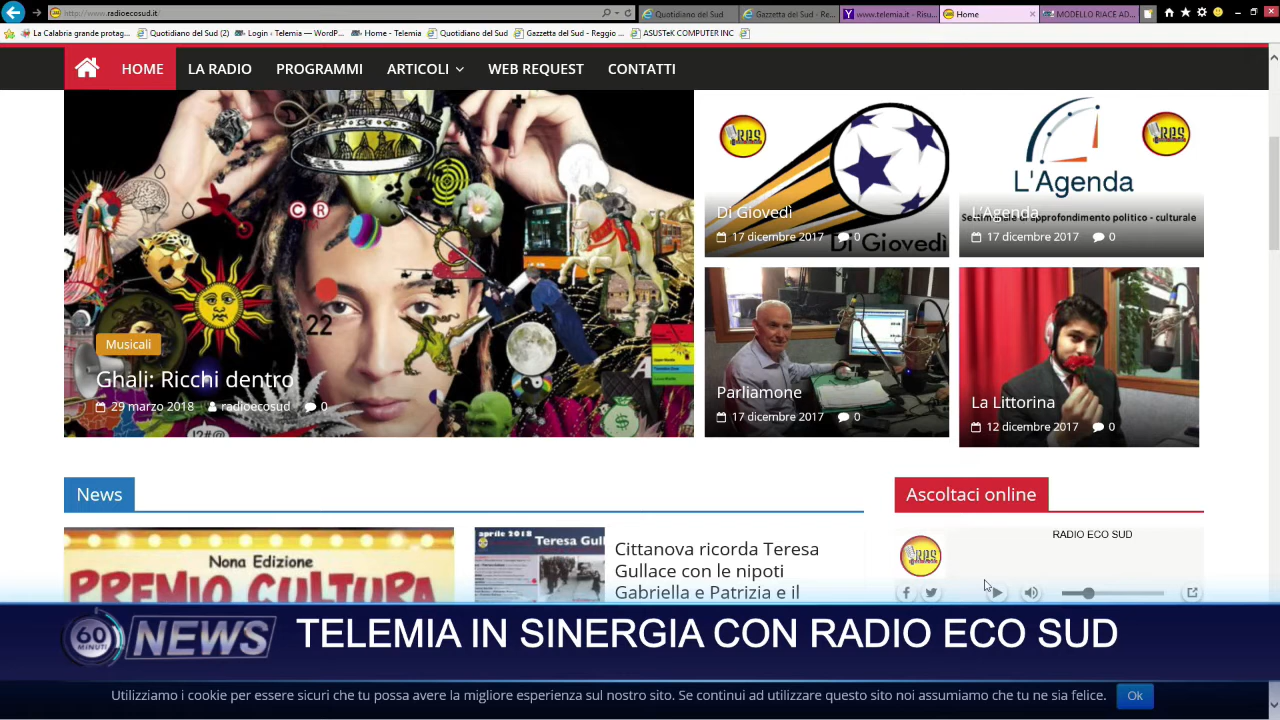 http://www.radioecosud.it/
Quotidiano del Sud
Gazzetta del Sud - Re...
www.telemia.it - Risu...
Home
MODELLO RIACE AD...
La Calabria grande protag...
Quotidiano del Sud (2)
Login ‹ Telemia — WordP...
Home - Telemia
Quotidiano del Sud
Gazzetta del Sud - Reggio ...
ASUSTeK COMPUTER INC
HOME
LA RADIO
PROGRAMMI
ARTICOLI
WEB REQUEST
CONTATTI
C R
22
Musicali
Ghali: Ricchi dentro
29 marzo 2018 radioecosud 0
R.E.S.
Di Giovedì
17 dicembre 2017 0
Di Giovedì
R.E.S.
L'Agenda
L'Agenda
Settimanale di approfondimento politico - culturale
17 dicembre 2017 0
Parliamone
17 dicembre 2017 0
La Littorina
12 dicembre 2017 0
News
Nona Edizione
PREMIO CULTURA
aprile 2018 Teresa Gull
Cittanova ricorda Teresa
Gullace con le nipoti
Gabriella e Patrizia e il
Ascoltaci online
RADIO ECO SUD
R.E.S.
60 MINUTI NEWS
TELEMIA IN SINERGIA CON RADIO ECO SUD
Utilizziamo i cookie per essere sicuri che tu possa avere la migliore esperienza sul nostro sito. Se continui ad utilizzare questo sito noi assumiamo che tu ne sia felice.
Ok